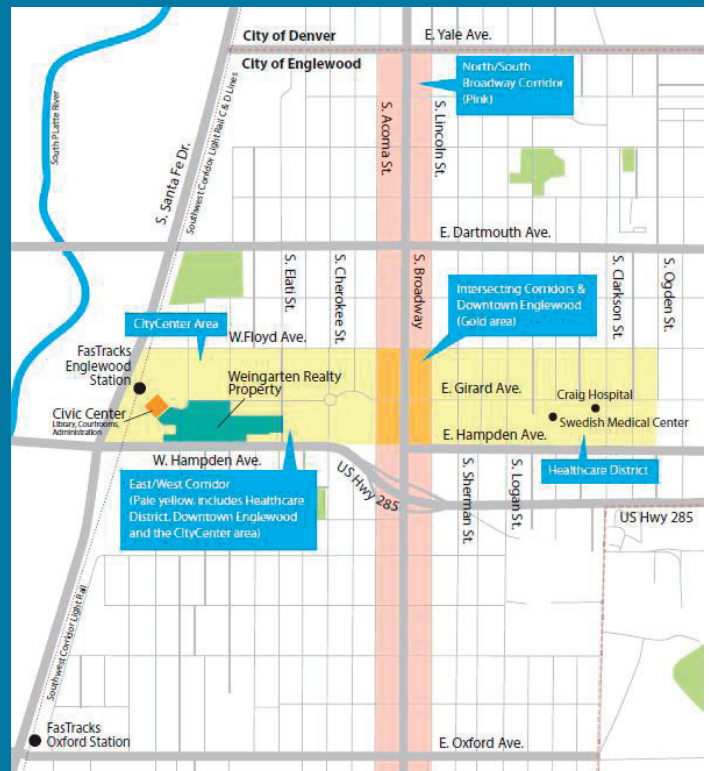 City of Denver
E. Yale Ave.
City of Englewood
North/South
Broadway Corridor
(Pink)
South PLatte River
S. Santa Fe Dr.
Southwest Corridor Light Rail C & D Lines
S. Acoma St.
S. Lincoln St.
E. Dartmouth Ave.
S. Elati St.
S. Cherokee St.
S. Broadway
S. Clarkson St.
S. Ogden St.
Intersecting Corridors &
Downtown Englewood
(Gold area)
CityCenter Area
W.Floyd Ave.
FasTracks
Englewood
Station
Weingarten Realty
Property
E. Girard Ave.
Craig Hospital
Swedish Medical Center
Civic Center
Library, Courtrooms,
Administration
E. Hampden Ave.
W. Hampden Ave.
Healthcare District
East/West Corridor
(Pale yellow, includes Healthcare
District, Downtown Englewood
and the CityCenter area)
US Hwy 285
S. Sherman St.
S. Logan St.
US Hwy 285
Southwest Corridor Light Rail
FasTracks
Oxford Station
E. Oxford Ave.